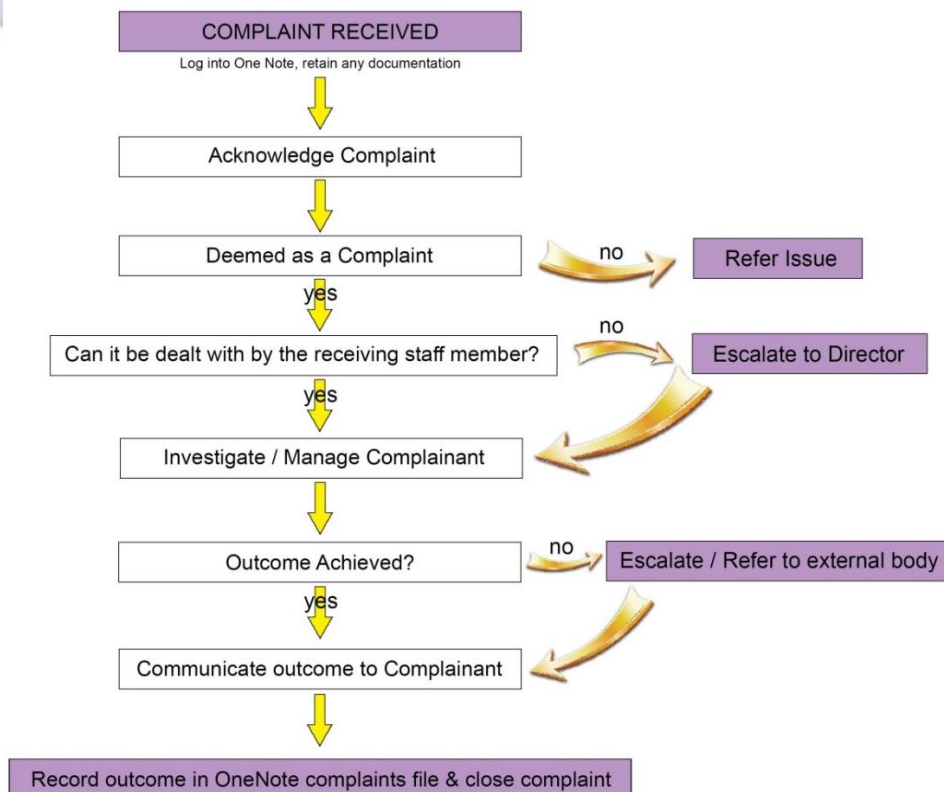 COMPLAINT RECEIVED
Log into One Note, retain any documentation
Acknowledge Complaint
Deemed as a Complaint
no
Refer Issue
yes
Can it be dealt with by the receiving staff member?
no
Escalate to Director
yes
Investigate / Manage Complainant
Outcome Achieved?
no
Escalate / Refer to external body
yes
Communicate outcome to Complainant
Record outcome in OneNote complaints file & close complaint